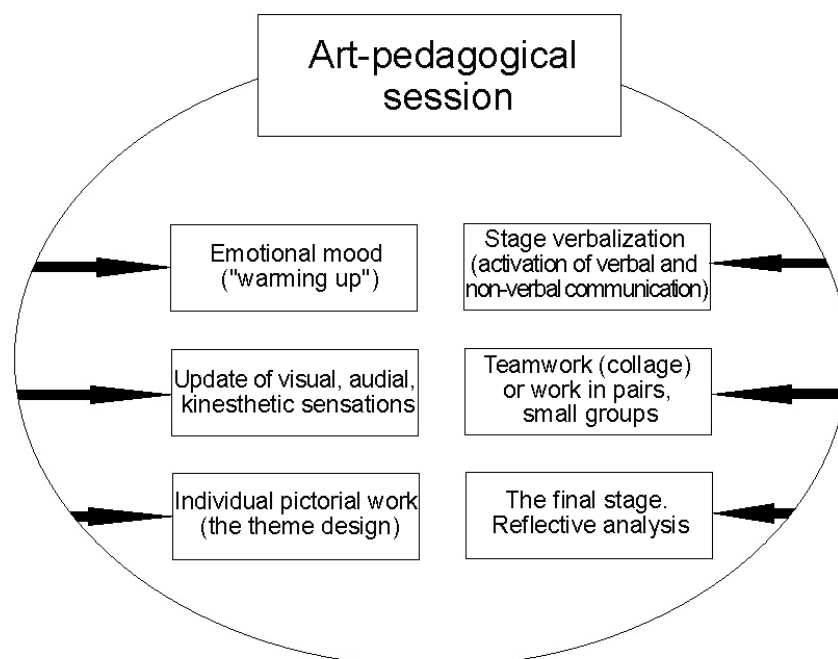 Art-pedagogical
session
Emotional mood
("warming up")
Update of visual, audial,
kinesthetic sensations
Individual pictorial work
(the theme design)
Stage verbalization
(activation of verbal and
non-verbal communication)
Teamwork (collage)
or work in pairs,
small groups
The final stage.
Reflective analysis